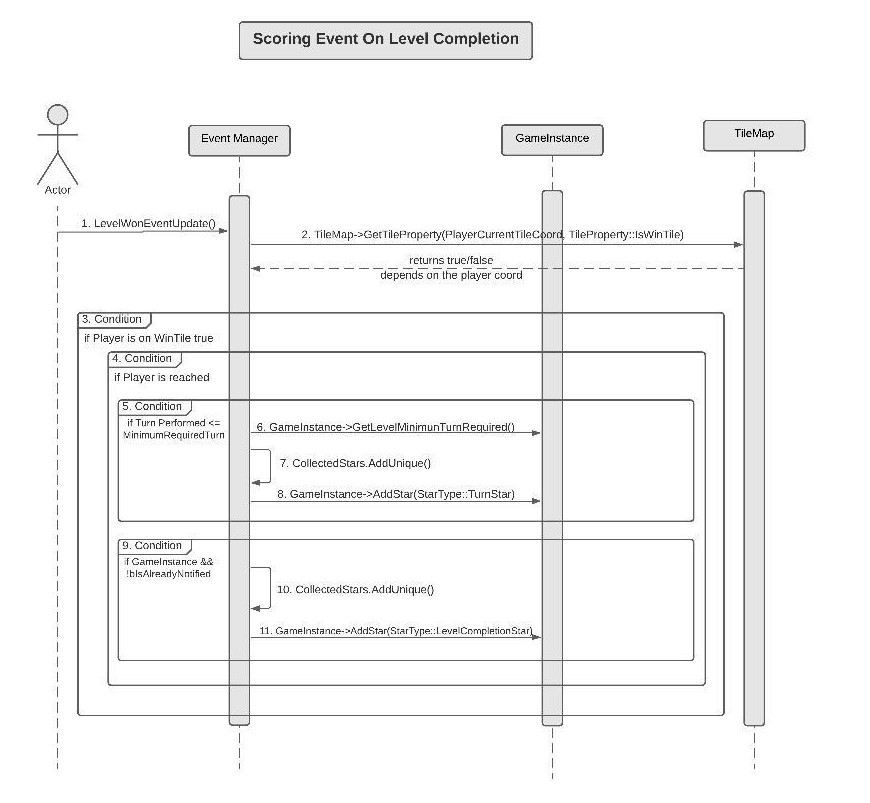 Scoring Event On Level Completion
Actor
Event Manager
GameInstance
TileMap
1. LevelWonEventUpdate()
2. TileMap->GetTileProperty(PlayerCurrentTileCoord, TileProperty::IsWinTile)
returns true/false
depends on the player coord
3. Condition
if Player is on WinTile true
4. Condition
if Player is reached
5. Condition
if Turn Performed <=
MinimumRequiredTurn
6. GameInstance->GetLevelMinimunTurnRequired()
7. CollectedStars.AddUnique()
8. GameInstance->AddStar(StarType::TurnStar)
9. Condition
if GameInstance &&
!bIsAlreadyNotified
10. CollectedStars.AddUnique()
11. GameInstance->AddStar(StarType::LevelCompletionStar)